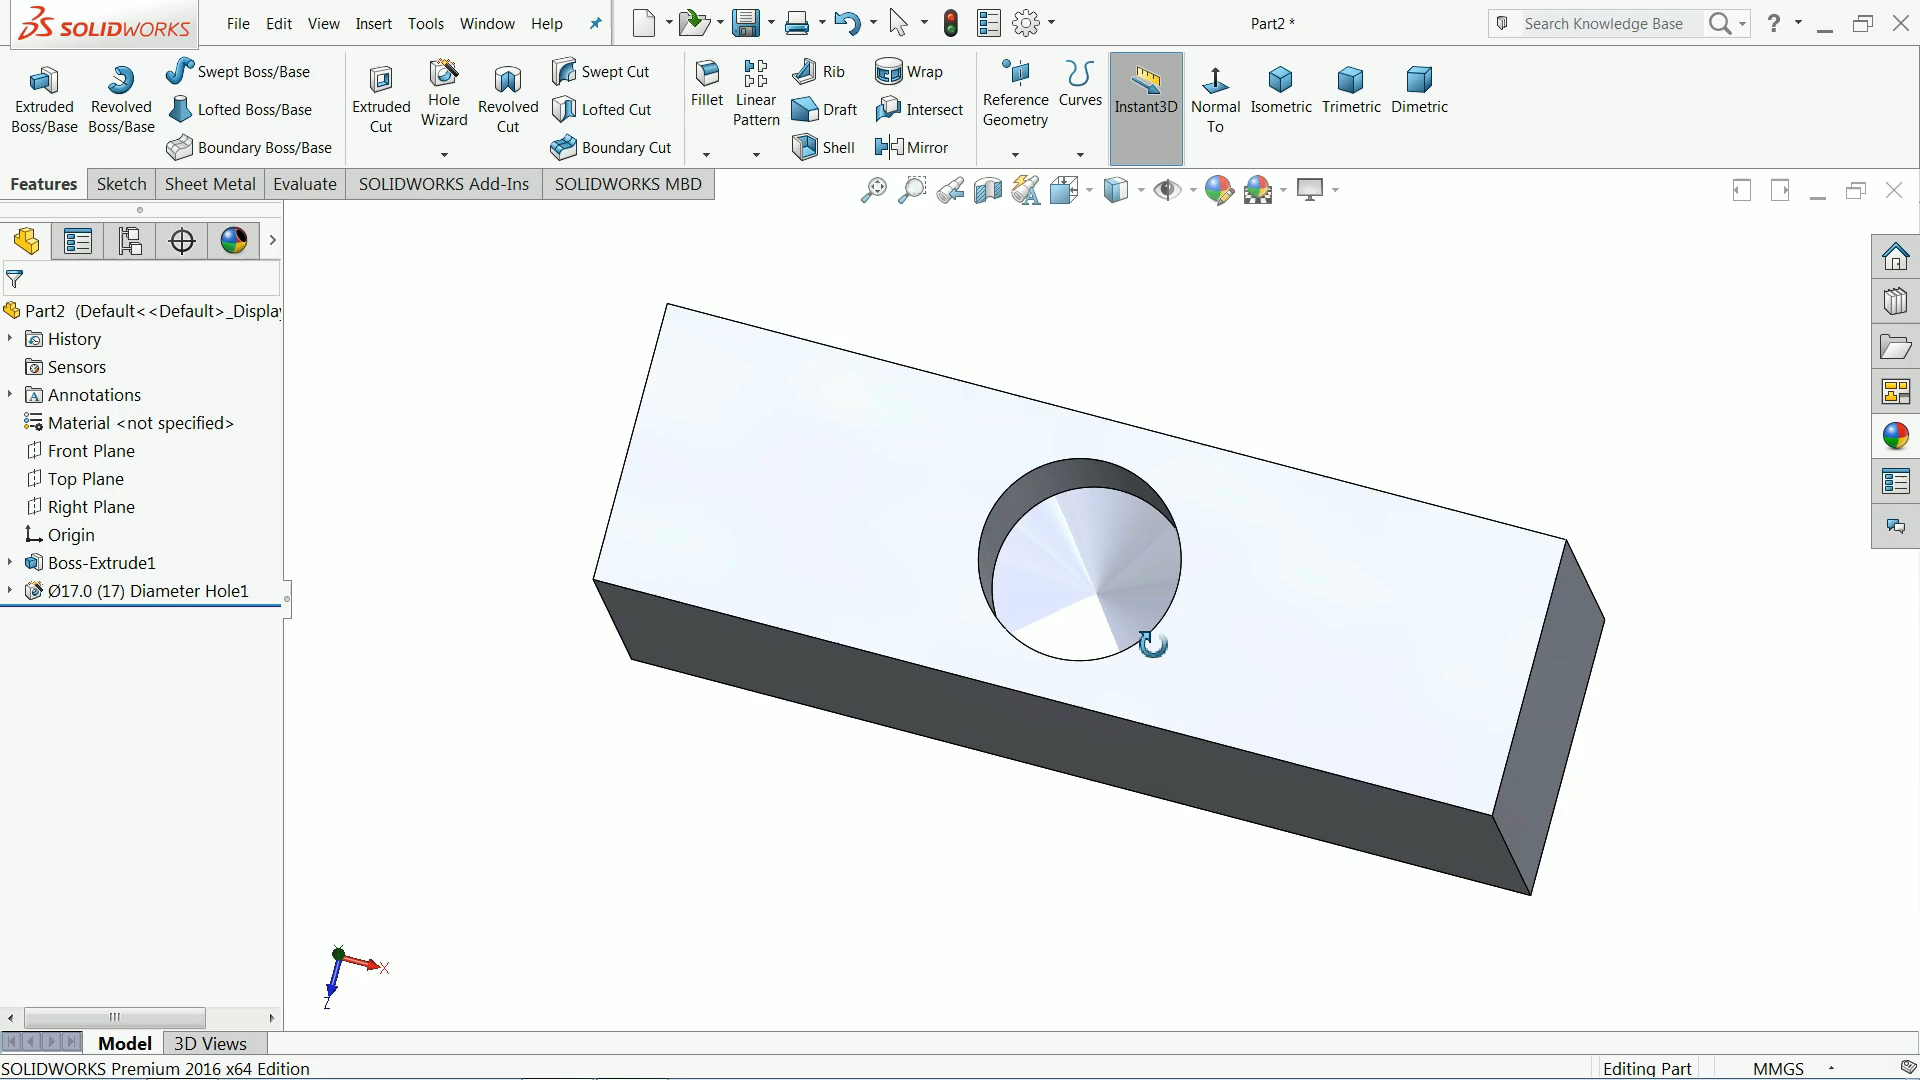 SOLIDWORKS
File Edit View Insert Tools Window Help
Part2 *
Search Knowledge Base
?
Extruded Boss/Base
Revolved Boss/Base
Swept Boss/Base
Lofted Boss/Base
Boundary Boss/Base
Extruded Cut
Hole Wizard
Revolved Cut
Swept Cut
Lofted Cut
Boundary Cut
Fillet
Linear Pattern
Rib
Draft
Shell
Wrap
Intersect
Mirror
Reference Geometry
Curves
Instant3D
Normal To
Isometric
Trimetric
Dimetric
Features Sketch Sheet Metal Evaluate SOLIDWORKS Add-Ins SOLIDWORKS MBD
Part2 (Default<<Default>_Displa
History
Sensors
Annotations
Material <not specified>
Front Plane
Top Plane
Right Plane
Origin
Boss-Extrude1
Ø17.0 (17) Diameter Hole1
X
Z
Model 3D Views
SOLIDWORKS Premium 2016 x64 Edition
Editing Part
MMGS